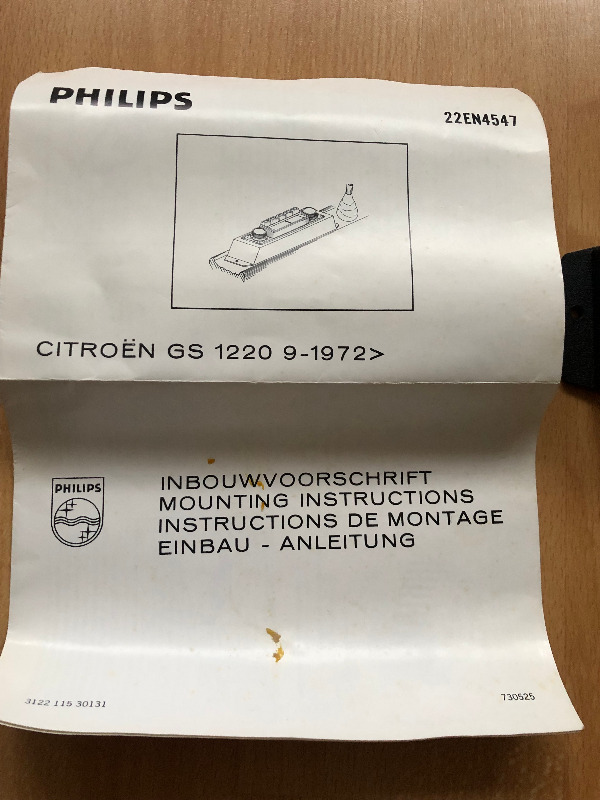 PHILIPS
22EN4547
CITROËN GS 1220 9-1972>
PHILIPS
INBOUWVOORSCHRIFT
MOUNTING INSTRUCTIONS
INSTRUCTIONS DE MONTAGE
EINBAU - ANLEITUNG
3122 115 30131
730525